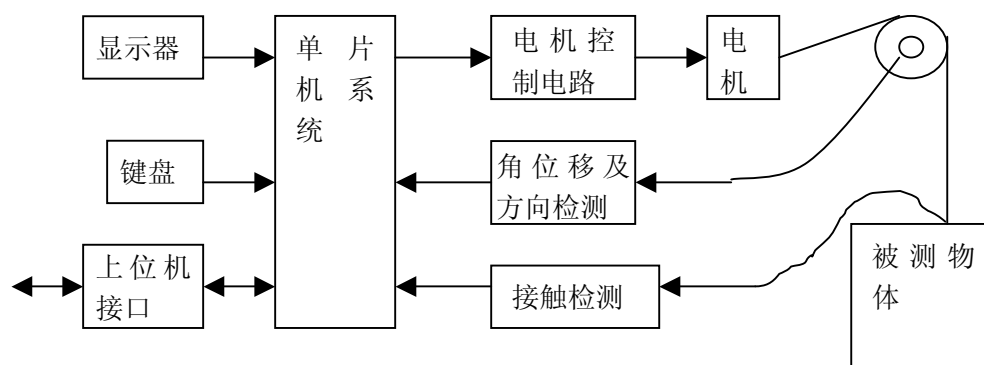 显示器
单片
机系
统
电机控
制电路
电
机
键盘
角位移及
方向检测
上位机
接口
接触检测
被测物
体